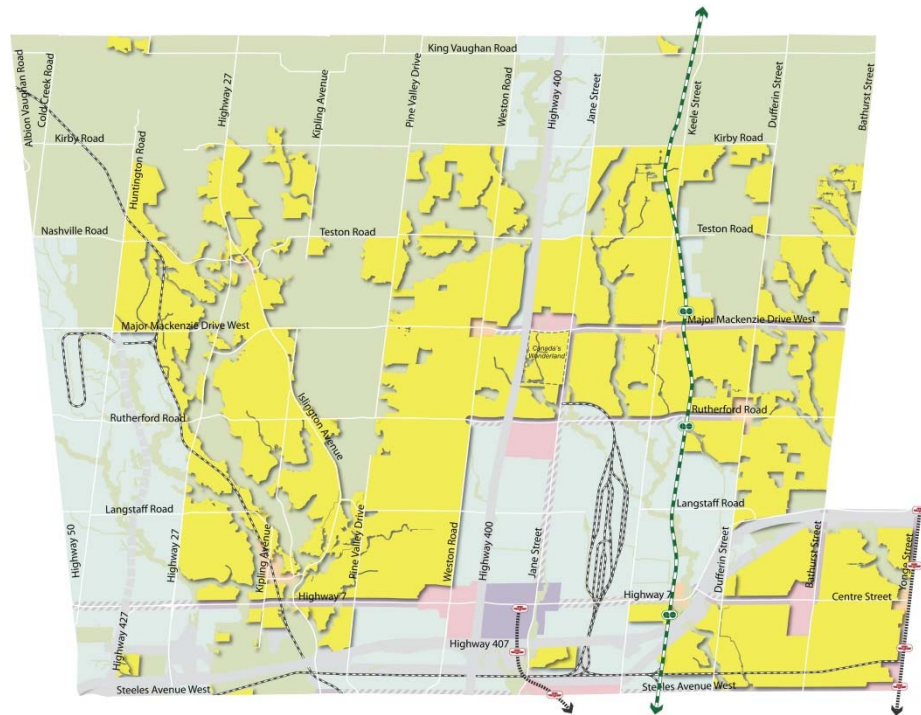 King Vaughan Road
Albion Vaughan Road
Cold Creek Road
Highway 27
Kipling Avenue
Pine Valley Drive
Weston Road
Highway 400
Jane Street
Keele Street
Dufferin Street
Bathurst Street
Kirby Road
Kirby Road
Huntington Road
Nashville Road
Teston Road
Teston Road
Major Mackenzie Drive West
Major Mackenzie Drive West
Canada's
Wonderland
Islington Avenue
Rutherford Road
Rutherford Road
Langstaff Road
Langstaff Road
Highway 50
Highway 27
Kipling Avenue
Pine Valley Drive
Weston Road
Highway 400
Jane Street
Dufferin Street
Bathurst Street
Yonge Street
Highway 7
Highway 7
Centre Street
Highway 427
Highway 407
Steeles Avenue West
Steeles Avenue West